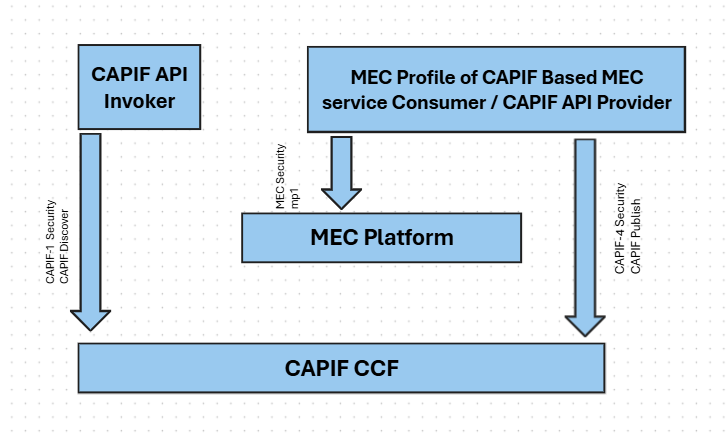 CAPIF API
Invoker
MEC Profile of CAPIF Based MEC
service Consumer / CAPIF API Provider
MEC Security
mp1
MEC Platform
CAPIF-1 Security
CAPIF Discover
CAPIF-4 Security
CAPIF Publish
CAPIF CCF